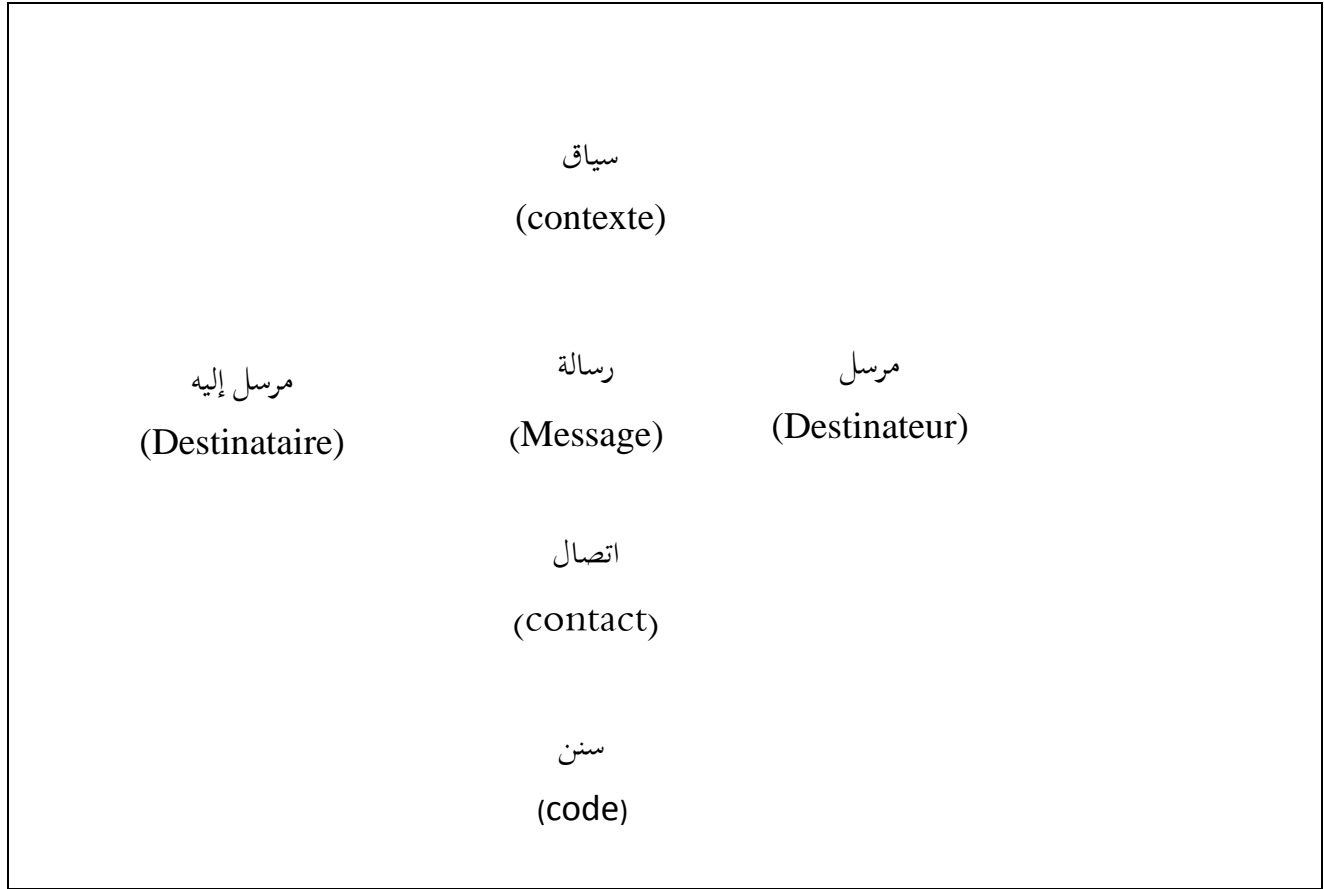 سياق
(contexte)
مرسل
(Destinateur)
رسالة
(Message)
مرسل إليه
(Destinataire)
اتصال
(contact)
سنن
(code)